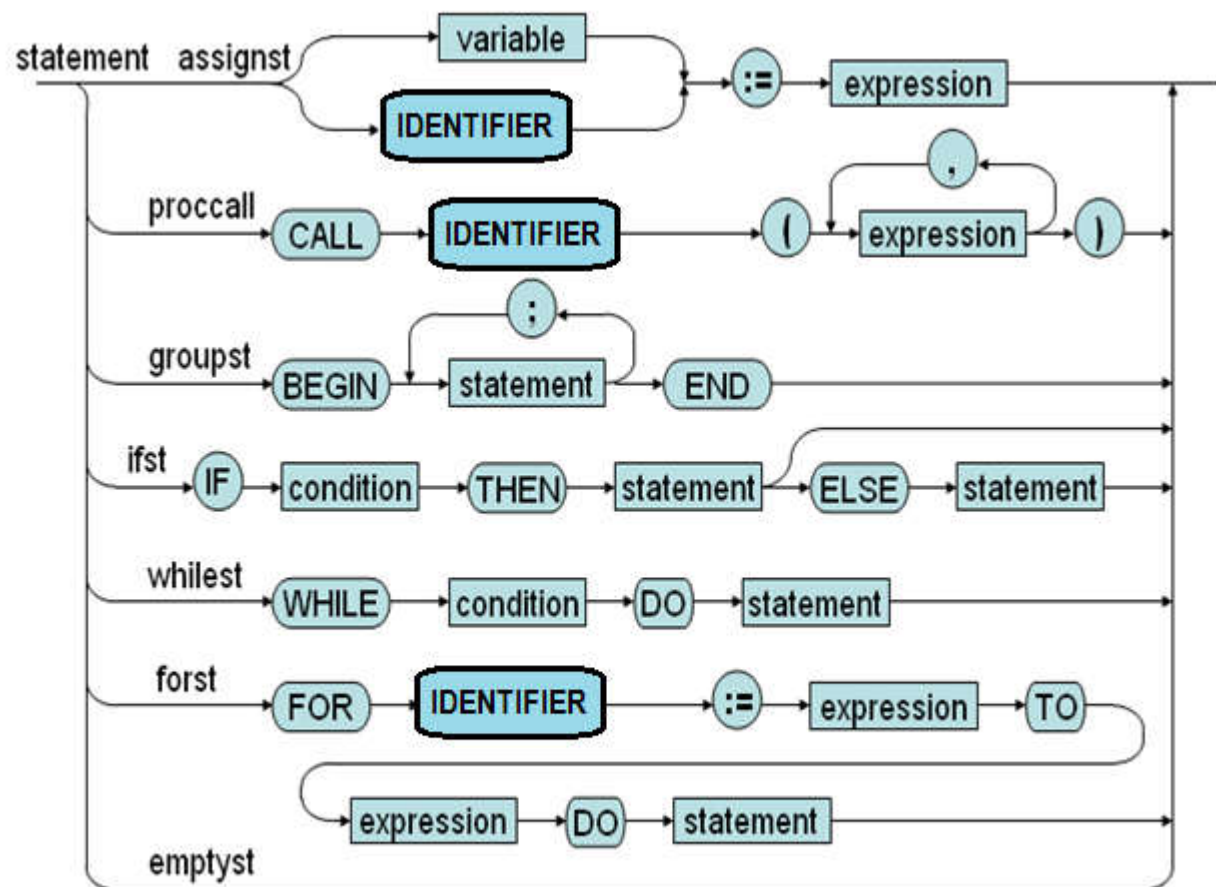 variable
statement assignst := expression
IDENTIFIER
,
proccall CALL IDENTIFIER ( expression )
;
groupst BEGIN statement END
ifst IF condition THEN statement ELSE statement
whilest WHILE condition DO statement
forst FOR IDENTIFIER := expression TO
expression DO statement
emptyst